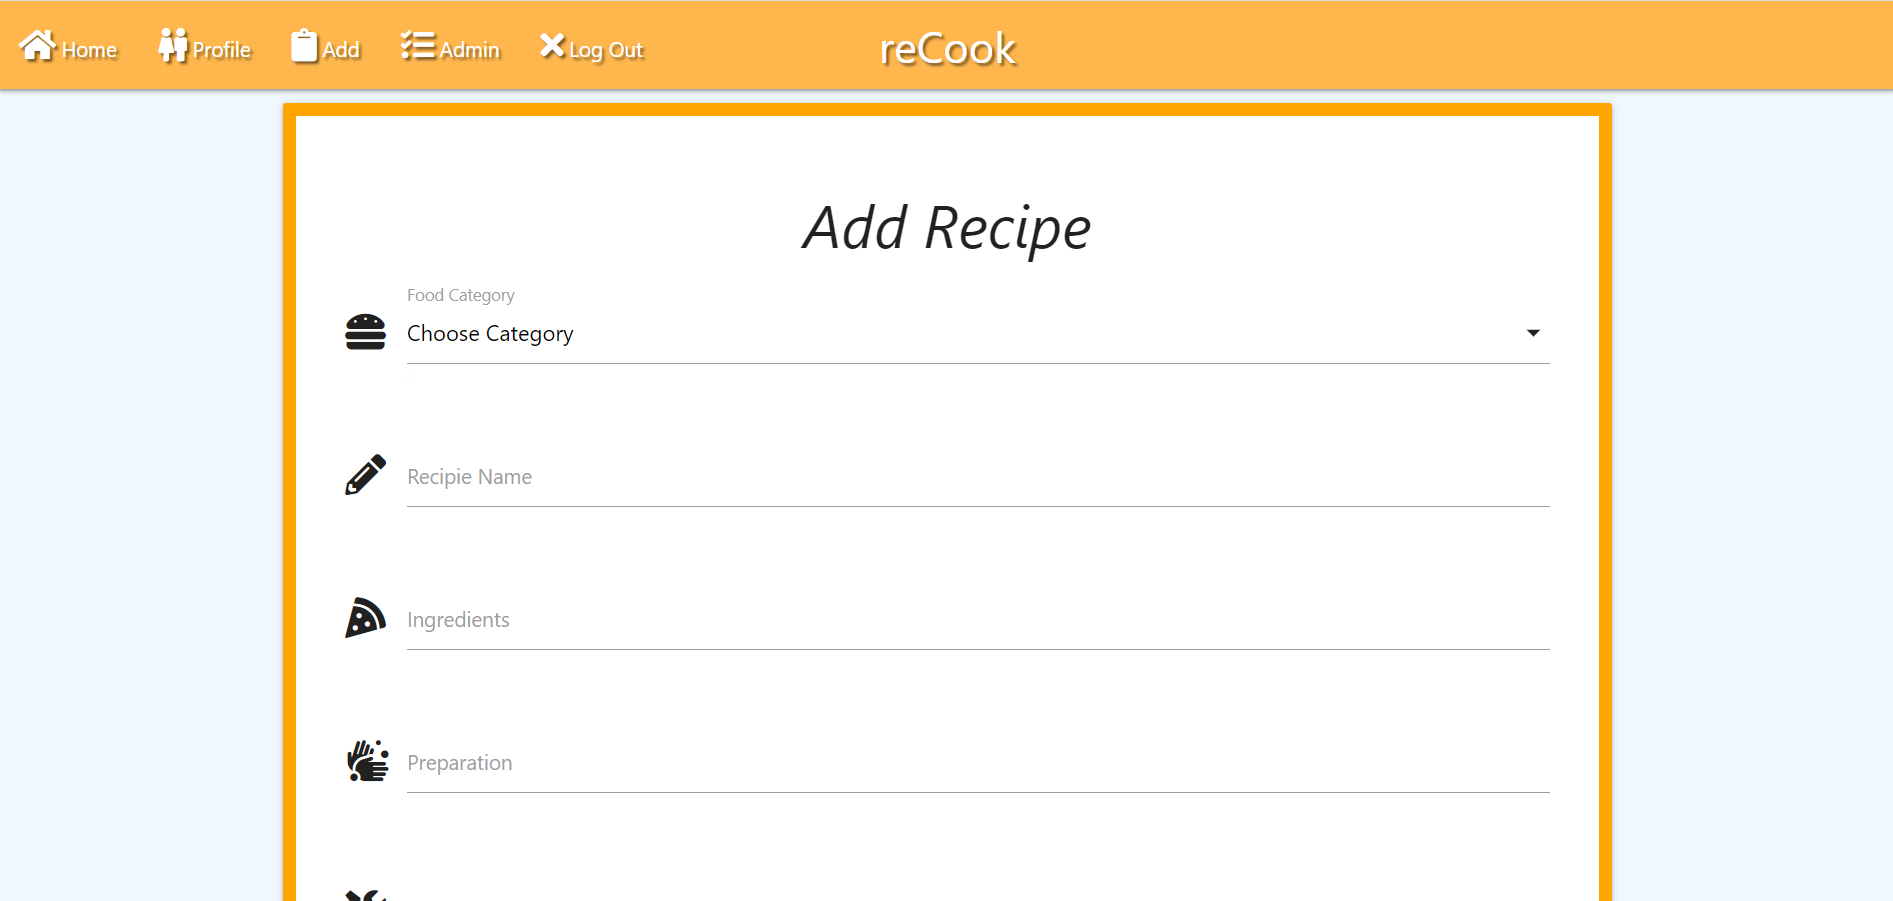 Home Profile Add Admin Log Out reCook
Add Recipe
Food Category
Choose Category
Recipie Name
Ingredients
Preparation